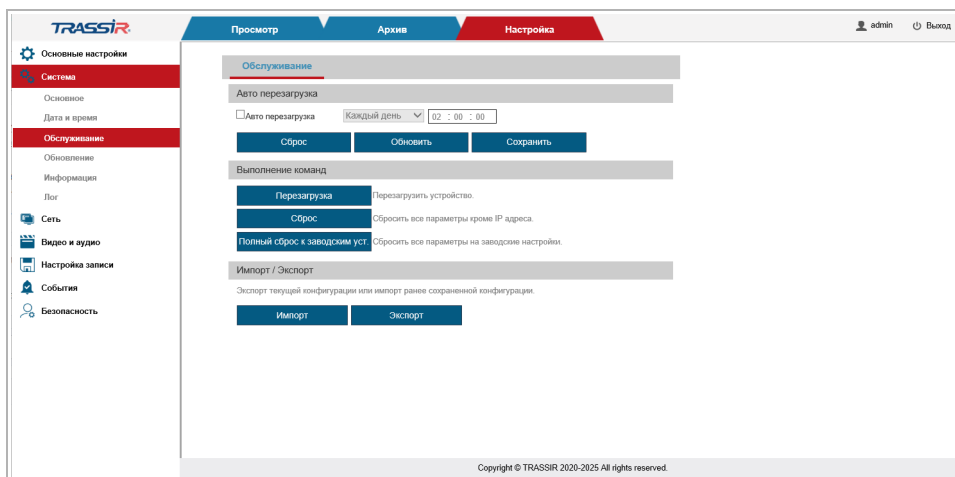 TRASSIR
Просмотр
Архив
Настройка
admin
Выход
Основные настройки
Система
Основное
Дата и время
Обслуживание
Обновление
Информация
Лог
Сеть
Видео и аудио
Настройка записи
События
Безопасность
Обслуживание
Авто перезагрузка
Авто перезагрузка Каждый день 02 : 00 : 00
Сброс Обновить Сохранить
Выполнение команд
Перезагрузка Перезагрузить устройство.
Сброс Сбросить все параметры кроме IP адреса.
Полный сброс к заводским уст. Сбросить все параметры на заводские настройки.
Импорт / Экспорт
Экспорт текущей конфигурации или импорт ранее сохраненной конфигурации.
Импорт Экспорт
Copyright © TRASSIR 2020-2025 All rights reserved.